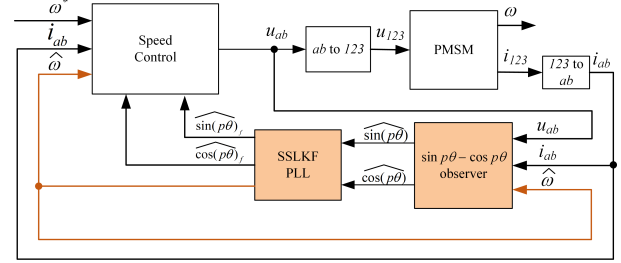 ω
i_ab
ω̂
Speed
Control
u_ab
ab to 123
u_123
PMSM
ω
i_123
123 to
ab
i_ab
sin(pθ)_f
cos(pθ)_f
SSLKF
PLL
sin(pθ)
cos(pθ)
sin pθ – cos pθ
observer
u_ab
i_ab
ω̂